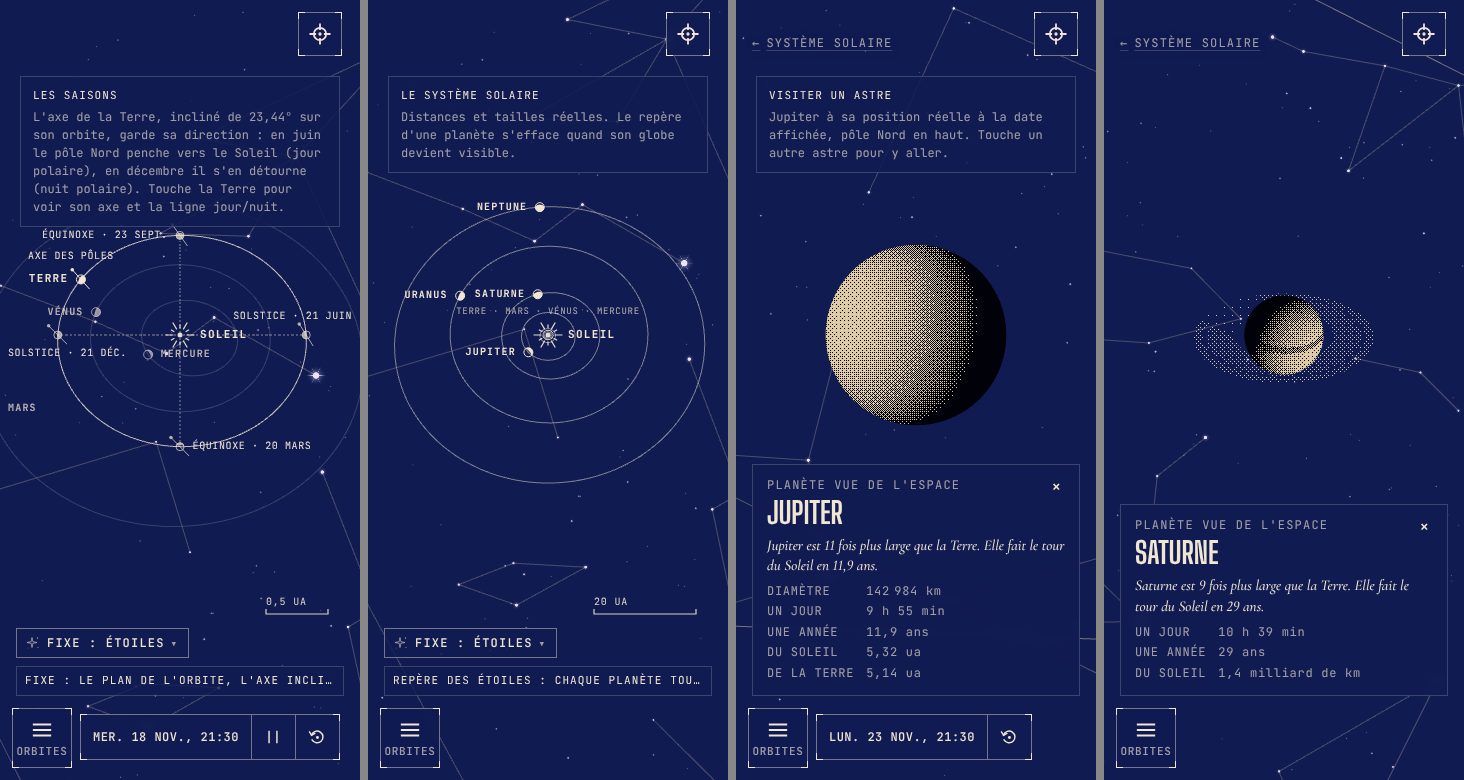 LES SAISONS
L'axe de la Terre, incliné de 23,44° sur
son orbite, garde sa direction : en juin
le pôle Nord penche vers le Soleil (jour
polaire), en décembre il s'en détourne
(nuit polaire). Touche la Terre pour
voir son axe et la ligne jour/nuit.
ÉQUINOXE · 23 SEPT.
AXE DES PÔLES
TERRE
VÉNUS
SOLSTICE · 21 JUIN
SOLEIL
SOLSTICE · 21 DÉC.
MERCURE
MARS
ÉQUINOXE · 20 MARS
0,5 UA
FIXE : ÉTOILES ▾
FIXE : LE PLAN DE L'ORBITE, L'AXE INCLI…
ORBITES
MER. 18 NOV., 21:30
LE SYSTÈME SOLAIRE
Distances et tailles réelles. Le repère
d'une planète s'efface quand son globe
devient visible.
NEPTUNE
URANUS
SATURNE
TERRE · MARS · VÉNUS · MERCURE
SOLEIL
JUPITER
20 UA
FIXE : ÉTOILES ▾
REPÈRE DES ÉTOILES : CHAQUE PLANÈTE TOU…
ORBITES
← SYSTÈME SOLAIRE
VISITER UN ASTRE
Jupiter à sa position réelle à la date
affichée, pôle Nord en haut. Touche un
autre astre pour y aller.
PLANÈTE VUE DE L'ESPACE ×
JUPITER
Jupiter est 11 fois plus large que la Terre. Elle fait le tour
du Soleil en 11,9 ans.
DIAMÈTRE 142 984 km
UN JOUR 9 h 55 min
UNE ANNÉE 11,9 ans
DU SOLEIL 5,32 ua
DE LA TERRE 5,14 ua
ORBITES
LUN. 23 NOV., 21:30
← SYSTÈME SOLAIRE
PLANÈTE VUE DE L'ESPACE ×
SATURNE
Saturne est 9 fois plus large que la Terre. Elle fait le
tour du Soleil en 29 ans.
UN JOUR 10 h 39 min
UNE ANNÉE 29 ans
DU SOLEIL 1,4 milliard de km
ORBITES